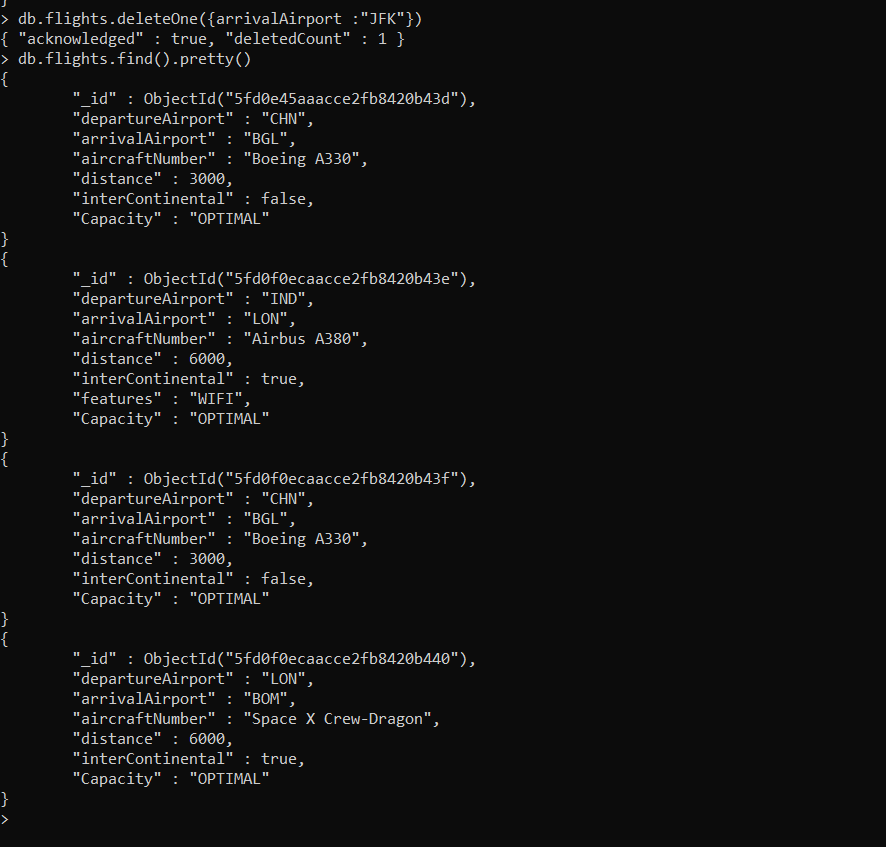 }
> db.flights.deleteOne({arrivalAirport :"JFK"})
{ "acknowledged" : true, "deletedCount" : 1 }
> db.flights.find().pretty()
{
        "_id" : ObjectId("5fd0e45aaacce2fb8420b43d"),
        "departureAirport" : "CHN",
        "arrivalAirport" : "BGL",
        "aircraftNumber" : "Boeing A330",
        "distance" : 3000,
        "interContinental" : false,
        "Capacity" : "OPTIMAL"
}
{
        "_id" : ObjectId("5fd0f0ecaacce2fb8420b43e"),
        "departureAirport" : "IND",
        "arrivalAirport" : "LON",
        "aircraftNumber" : "Airbus A380",
        "distance" : 6000,
        "interContinental" : true,
        "features" : "WIFI",
        "Capacity" : "OPTIMAL"
}
{
        "_id" : ObjectId("5fd0f0ecaacce2fb8420b43f"),
        "departureAirport" : "CHN",
        "arrivalAirport" : "BGL",
        "aircraftNumber" : "Boeing A330",
        "distance" : 3000,
        "interContinental" : false,
        "Capacity" : "OPTIMAL"
}
{
        "_id" : ObjectId("5fd0f0ecaacce2fb8420b440"),
        "departureAirport" : "LON",
        "arrivalAirport" : "BOM",
        "aircraftNumber" : "Space X Crew-Dragon",
        "distance" : 6000,
        "interContinental" : true,
        "Capacity" : "OPTIMAL"
}
>